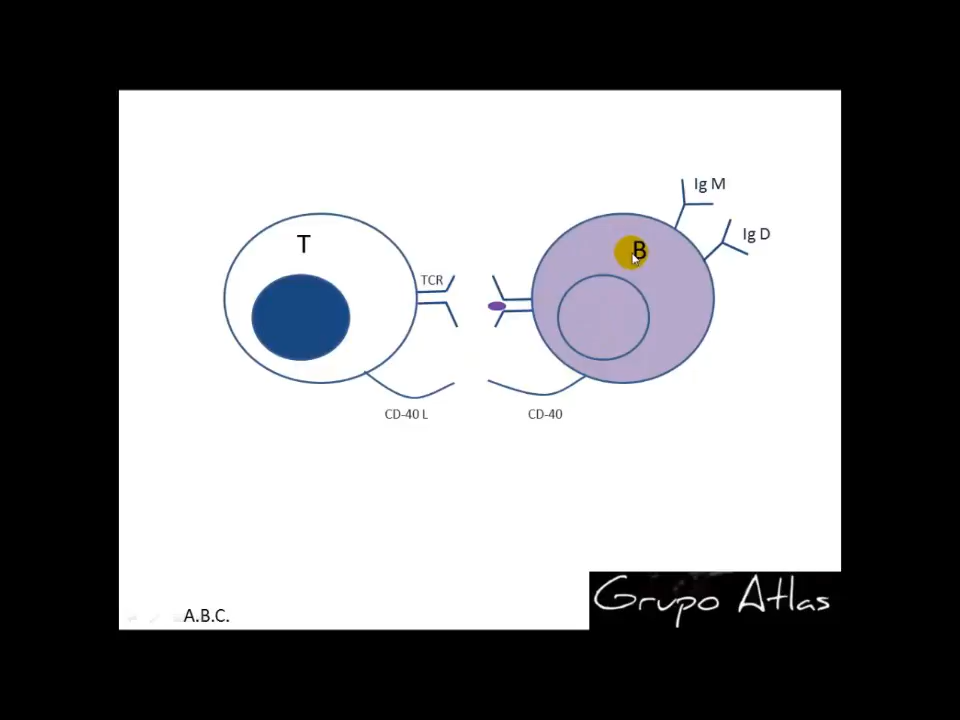 Ig M
T
B
Ig D
TCR
CD-40 L
CD-40
A.B.C.
Grupo Atlas